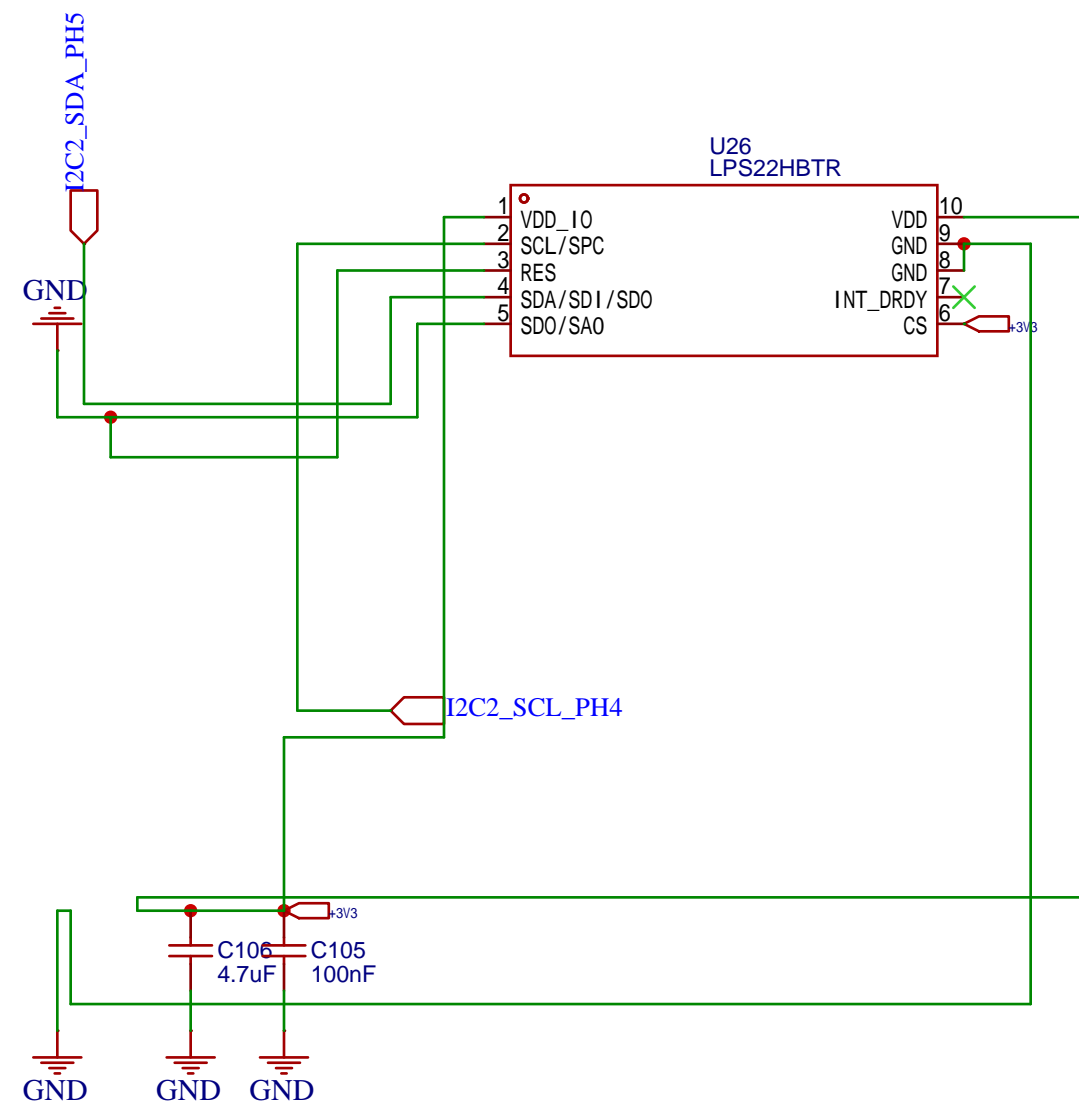 I2C2_SDA_PH5
U26
LPS22HBTR
1
VDD_IO
2
SCL/SPC
3
RES
4
SDA/SDI/SDO
5
SDO/SA0
10
VDD
9
GND
8
GND
7
INT_DRDY
6
CS
+3V3
GND
I2C2_SCL_PH4
+3V3
C106
4.7uF
C105
100nF
GND
GND
GND